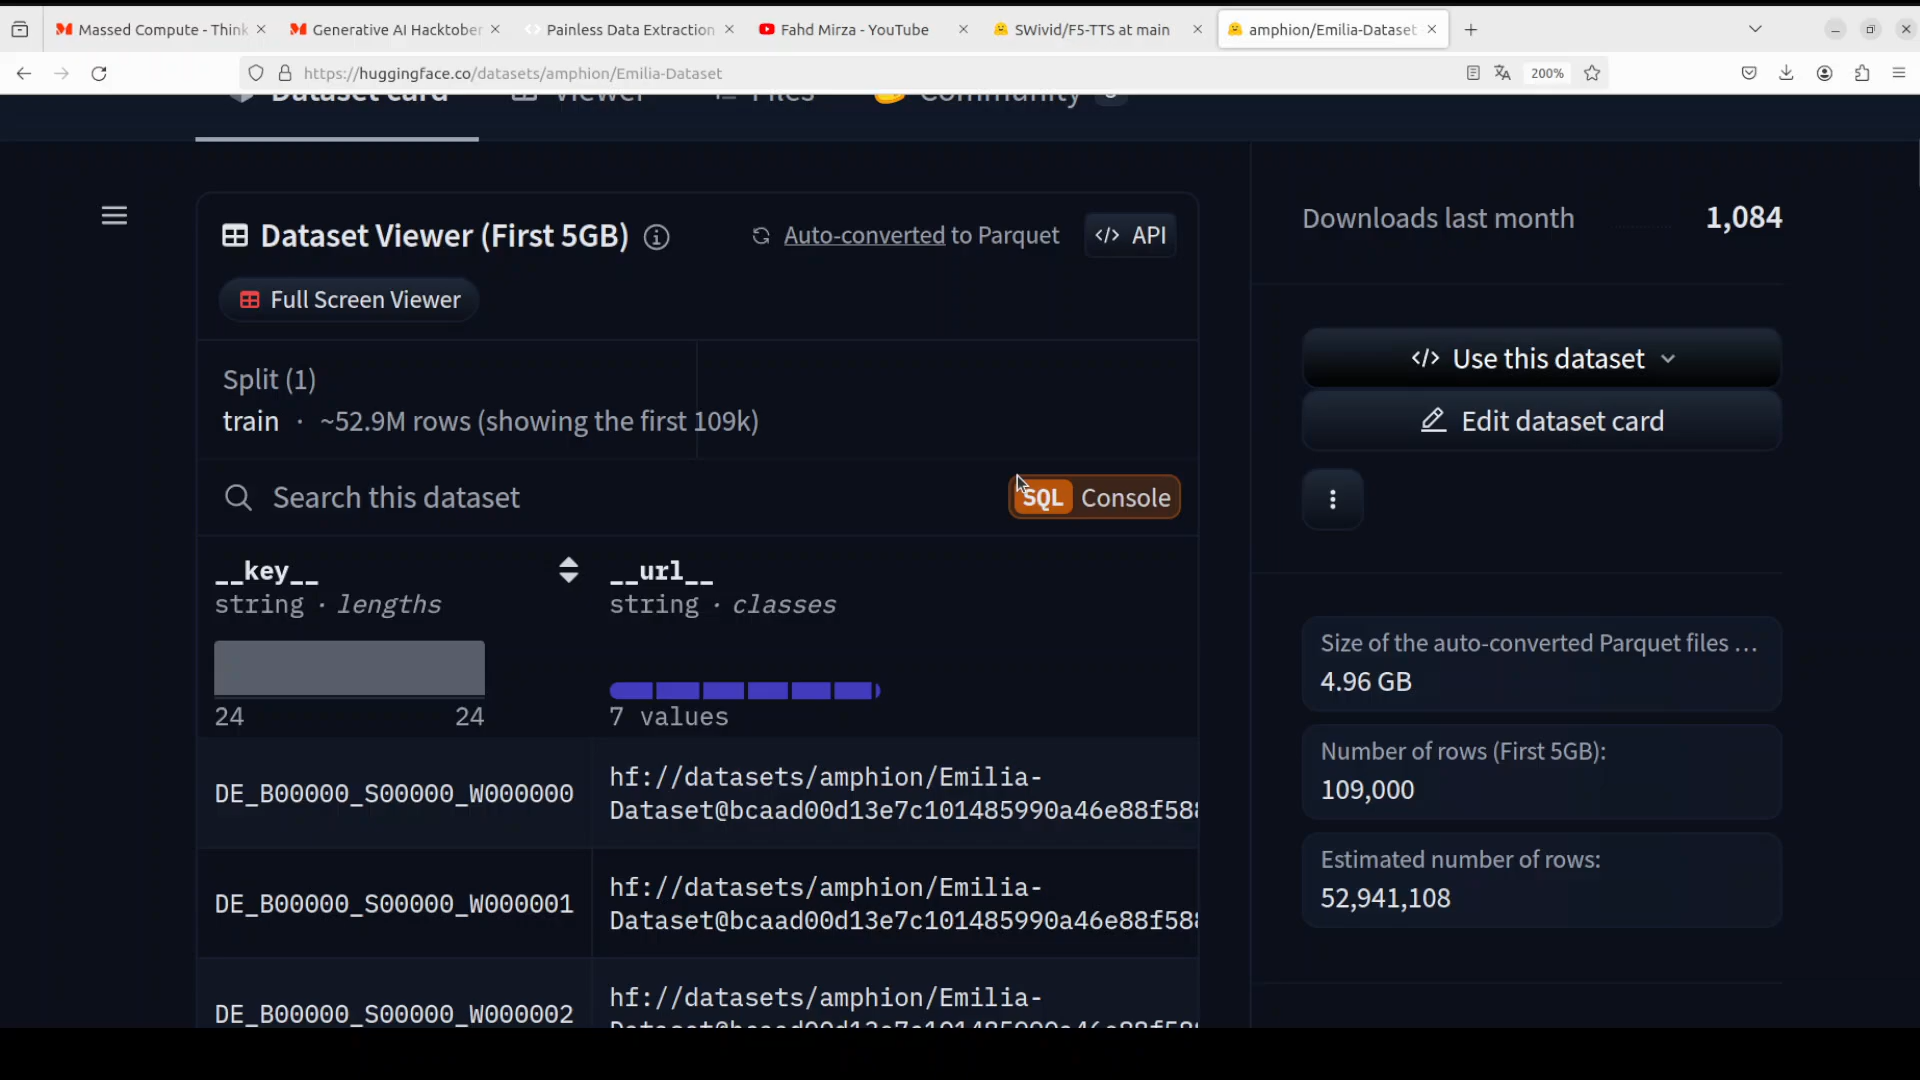 Massed Compute - Think
Generative AI Hacktober
Painless Data Extraction
Fahd Mirza - YouTube
SWivid/F5-TTS at main
amphion/Emilia-Dataset
https://huggingface.co/datasets/amphion/Emilia-Dataset
200%
Dataset card
Viewer
Files
Community
Dataset Viewer (First 5GB)
Auto-converted to Parquet
</> API
Full Screen Viewer
Split (1)
train · ~52.9M rows (showing the first 109k)
Search this dataset
SQL Console
__key__
string · lengths
24
24
__url__
string · classes
7 values
DE_B00000_S00000_W000000
hf://datasets/amphion/Emilia-
Dataset@bcaad00d13e7c101485990a46e88f58
DE_B00000_S00000_W000001
hf://datasets/amphion/Emilia-
Dataset@bcaad00d13e7c101485990a46e88f58
DE_B00000_S00000_W000002
hf://datasets/amphion/Emilia-
Downloads last month
1,084
</> Use this dataset
Edit dataset card
Size of the auto-converted Parquet files ...
4.96 GB
Number of rows (First 5GB):
109,000
Estimated number of rows:
52,941,108